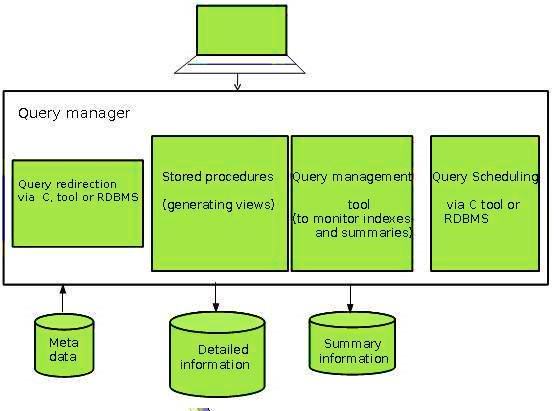 Query manager
Query redirection
via C, tool or RDBMS
Stored procedures
(generating views)
Query management
tool
(to monitor indexes
and summaries)
Query Scheduling
via C tool or
RDBMS
Meta
data
Detailed
information
Summary
information